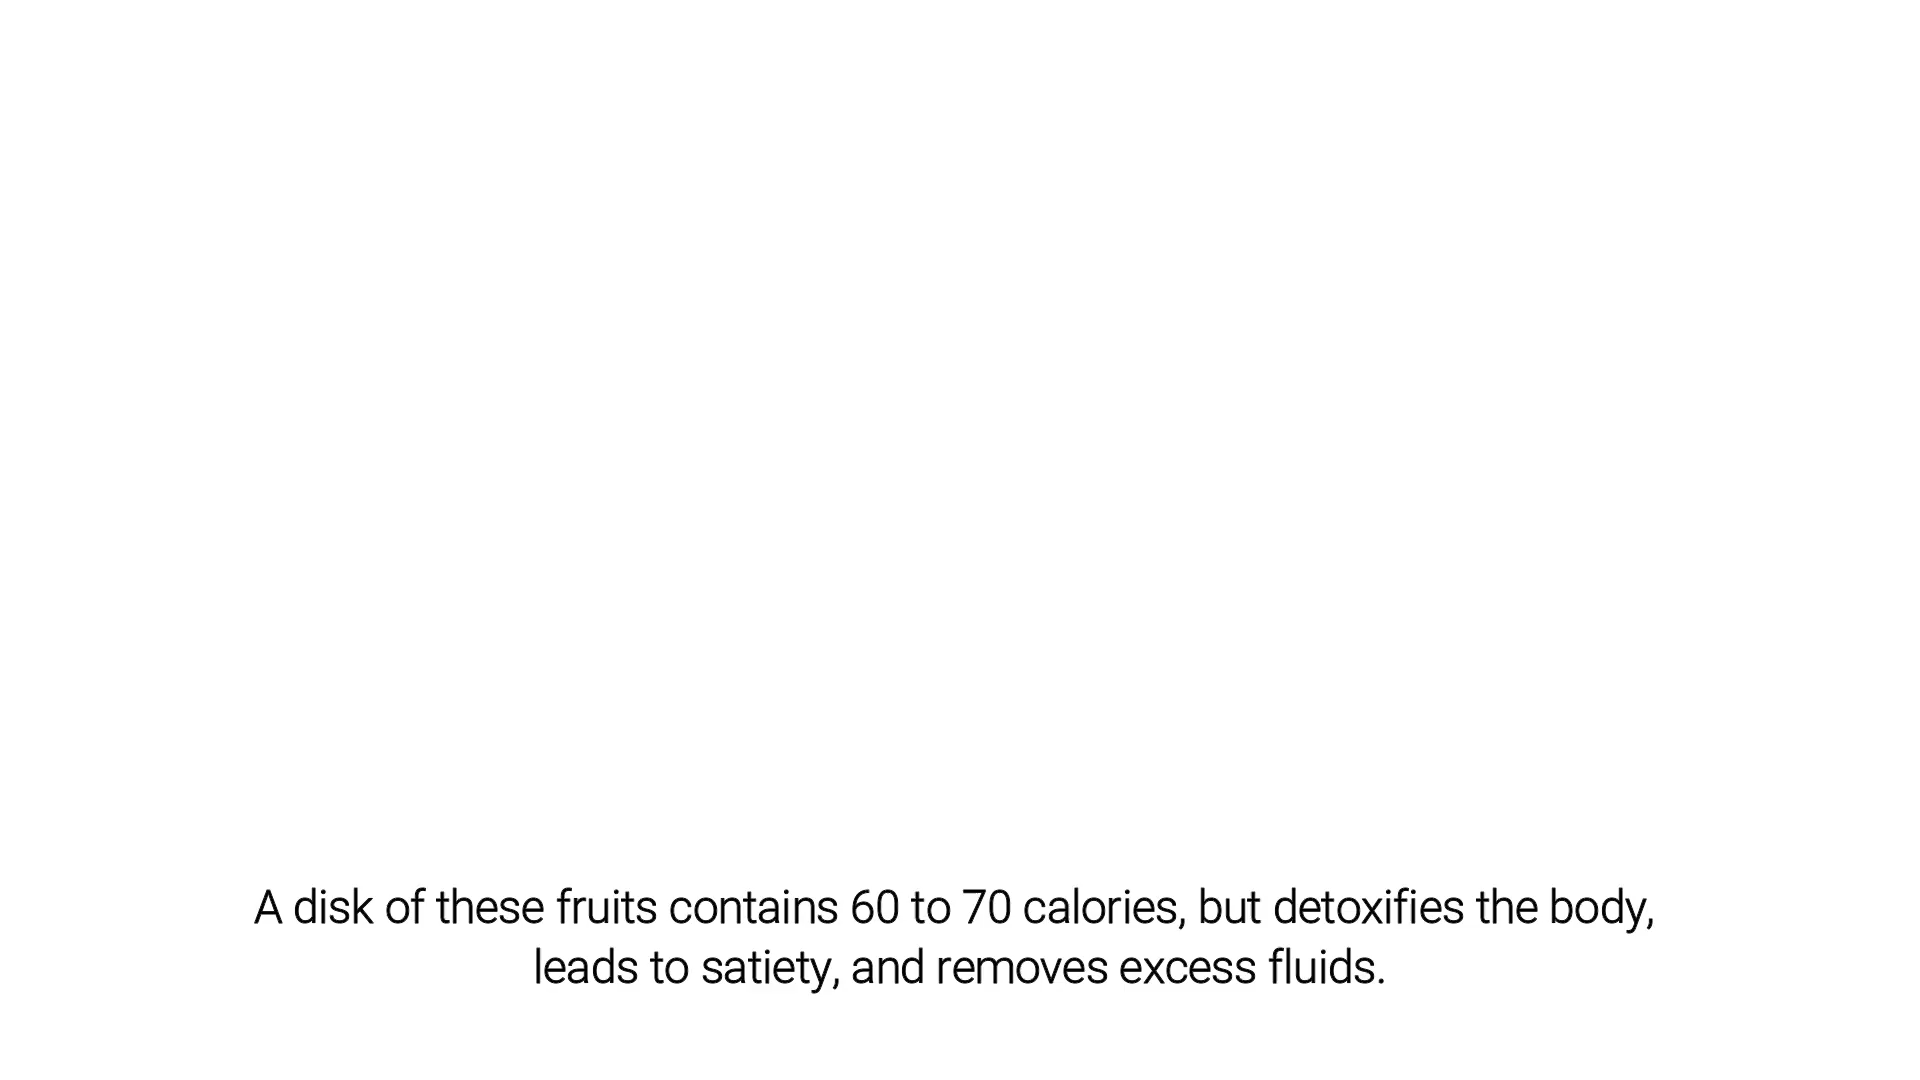 A disk of these fruits contains 60 to 70 calories, but detoxifies the body,
leads to satiety, and removes excess fluids.